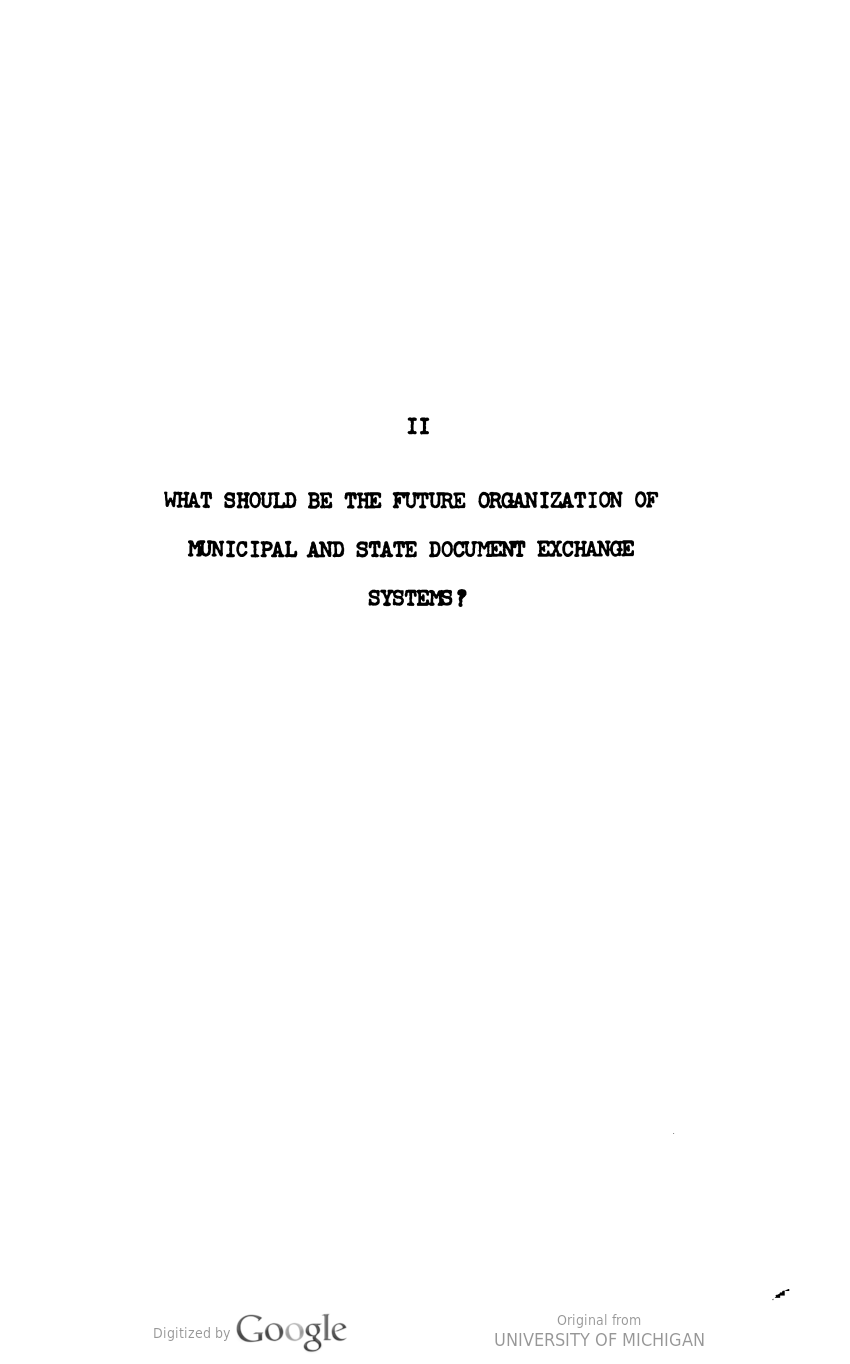 II
WHAT SHOULD BE THE FUTURE ORGANIZATION OF
MUNICIPAL AND STATE DOCUMENT EXCHANGE
SYSTEMS?
Digitized by Google
Original from
UNIVERSITY OF MICHIGAN